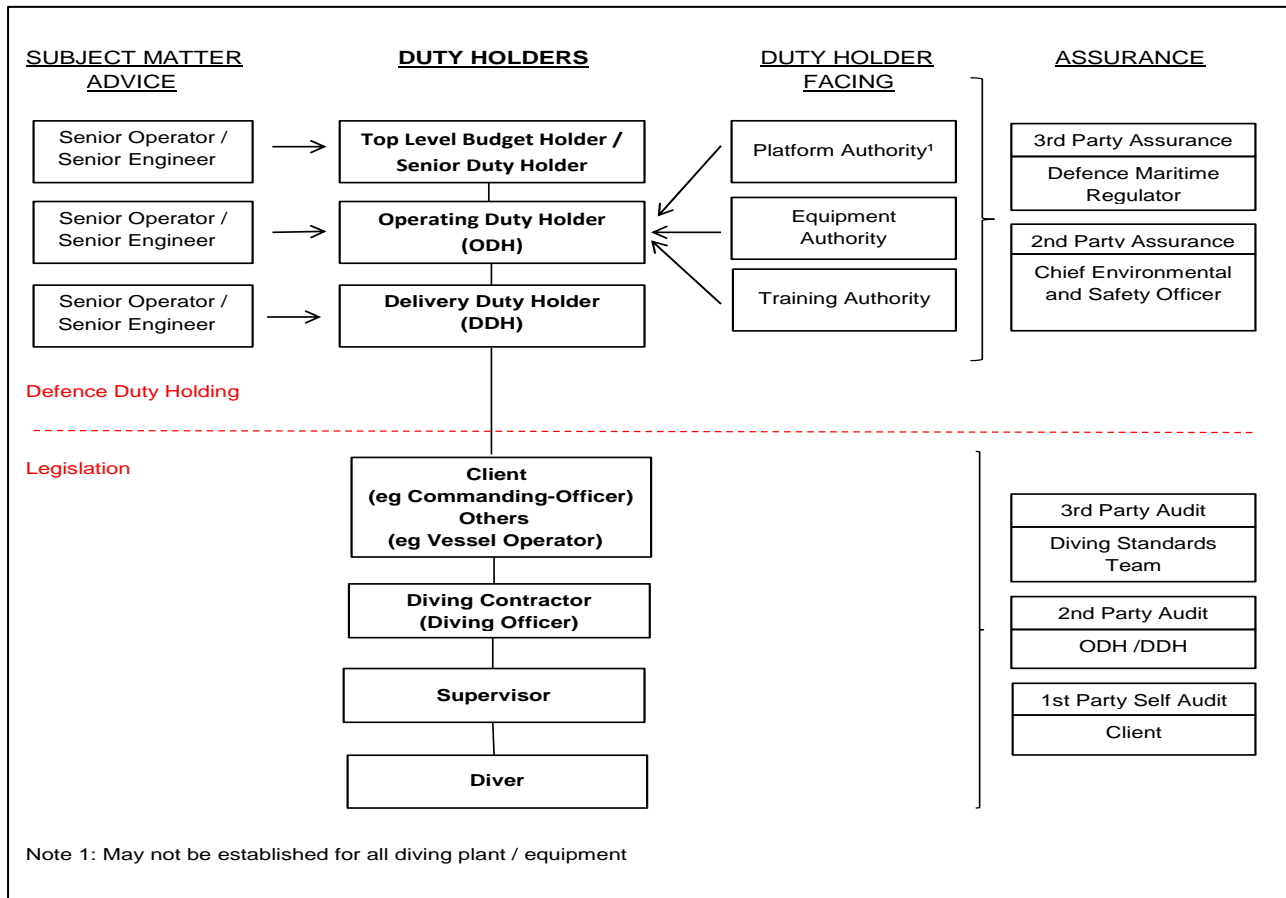 SUBJECT MATTER
ADVICE
DUTY HOLDERS
DUTY HOLDER
FACING
ASSURANCE
Senior Operator /
Senior Engineer
Top Level Budget Holder /
Senior Duty Holder
Platform Authority¹
3rd Party Assurance
Defence Maritime
Regulator
Senior Operator /
Senior Engineer
Operating Duty Holder
(ODH)
Equipment
Authority
2nd Party Assurance
Chief Environmental
and Safety Officer
Senior Operator /
Senior Engineer
Delivery Duty Holder
(DDH)
Training Authority
Defence Duty Holding
Legislation
Client
(eg Commanding-Officer)
Others
(eg Vessel Operator)
3rd Party Audit
Diving Standards
Team
Diving Contractor
(Diving Officer)
2nd Party Audit
ODH /DDH
Supervisor
1st Party Self Audit
Client
Diver
Note 1: May not be established for all diving plant / equipment